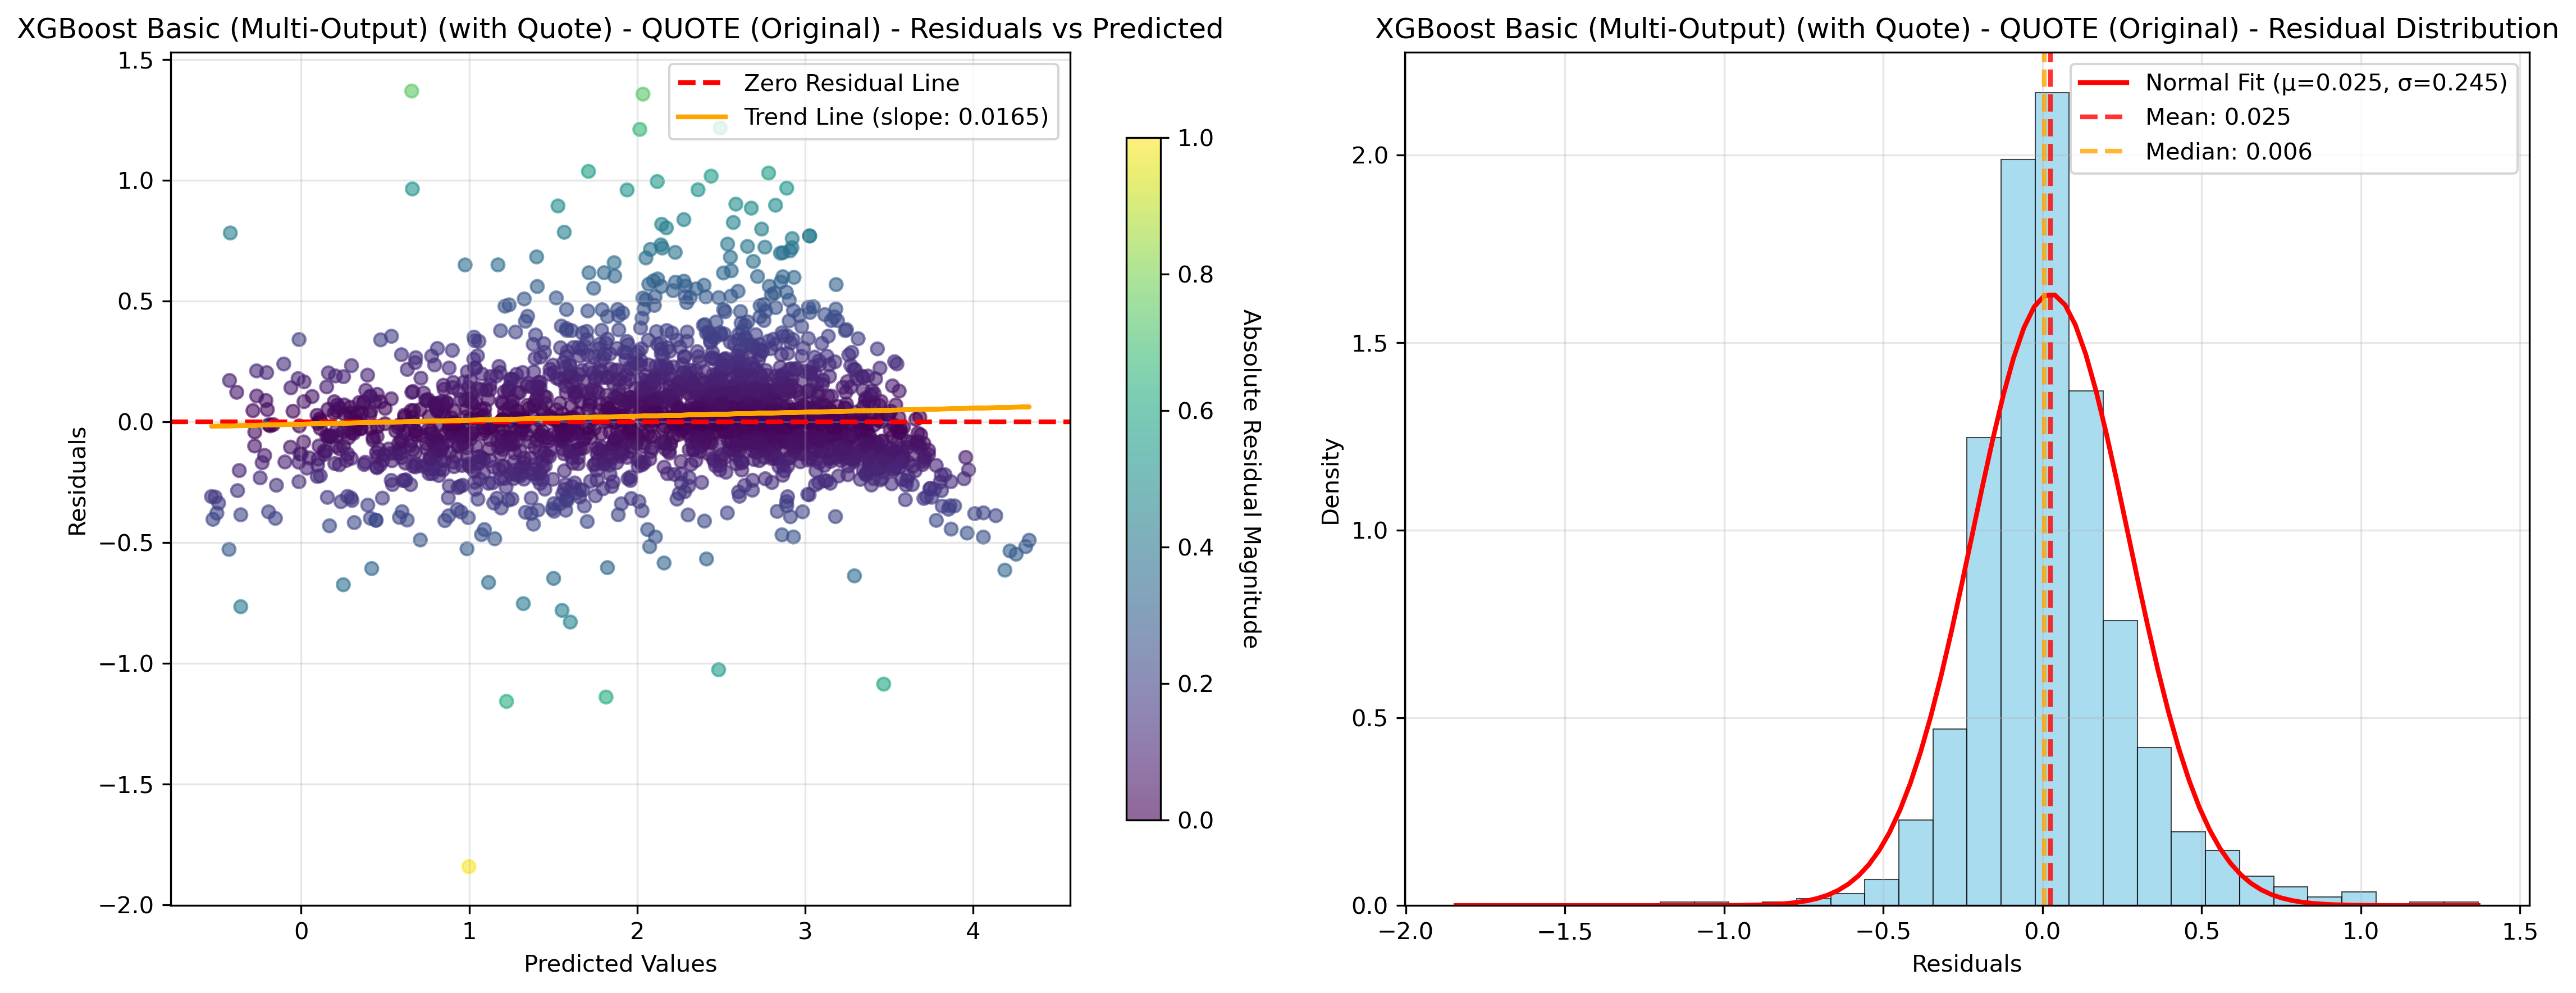 XGBoost Basic (Multi-Output) (with Quote) - QUOTE (Original) - Residuals vs Predicted
Zero Residual Line
Trend Line (slope: 0.0165)
1.5
1.0
0.5
0.0
−0.5
−1.0
−1.5
−2.0
Residuals
0
1
2
3
4
Predicted Values
1.0
0.8
0.6
0.4
0.2
0.0
Absolute Residual Magnitude
XGBoost Basic (Multi-Output) (with Quote) - QUOTE (Original) - Residual Distribution
Normal Fit (μ=0.025, σ=0.245)
Mean: 0.025
Median: 0.006
2.0
1.5
1.0
0.5
0.0
Density
−2.0
−1.5
−1.0
−0.5
0.0
0.5
1.0
1.5
Residuals